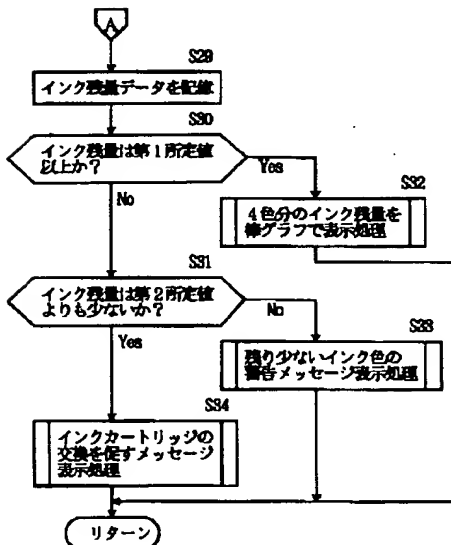 A
S29
インク残量データを記憶
S30
インク残量は第1所定値
以上か？
Yes
No
S32
4色分のインク残量を
棒グラフで表示処理
S31
インク残量は第2所定値
よりも少ないか？
No
Yes
S33
残り少ないインク色の
警告メッセージ表示処理
S34
インクカートリッジの
交換を促すメッセージ
表示処理
リターン